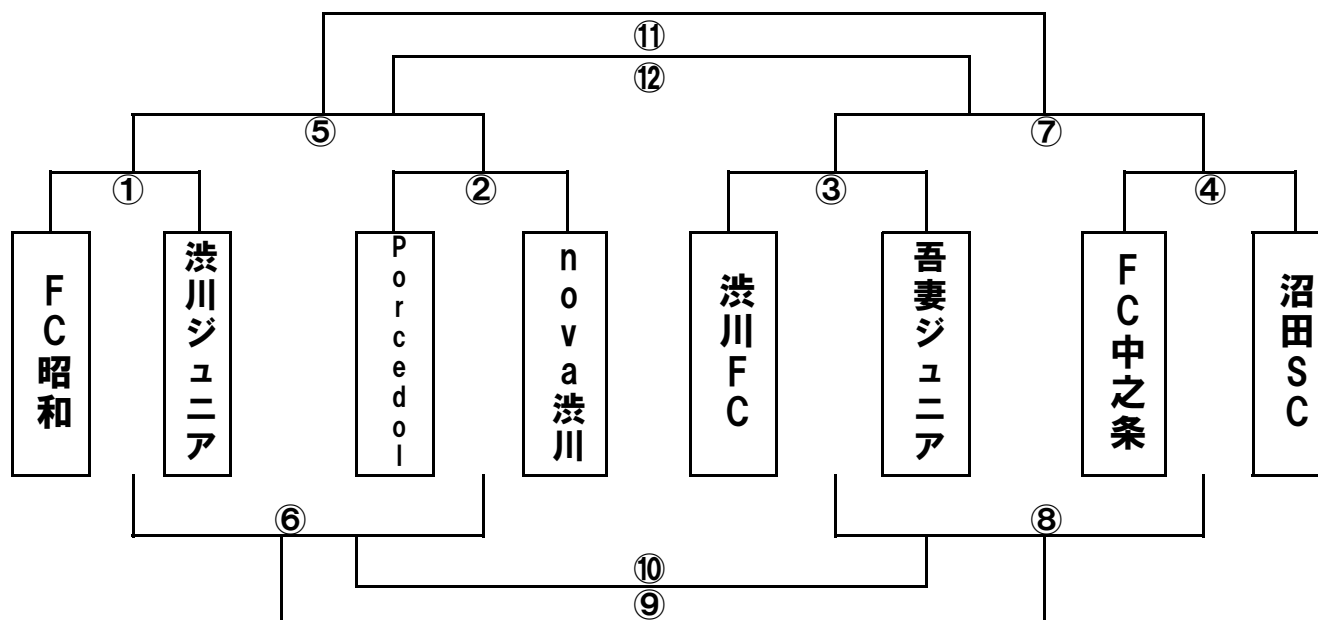 ⑪
⑫
⑤
⑦
①
②
③
④
FC昭和
渋川ジュニア
Porcedol
nova渋川
渋川FC
吾妻ジュニア
FC中之条
沼田SC
⑥
⑧
⑩
⑨